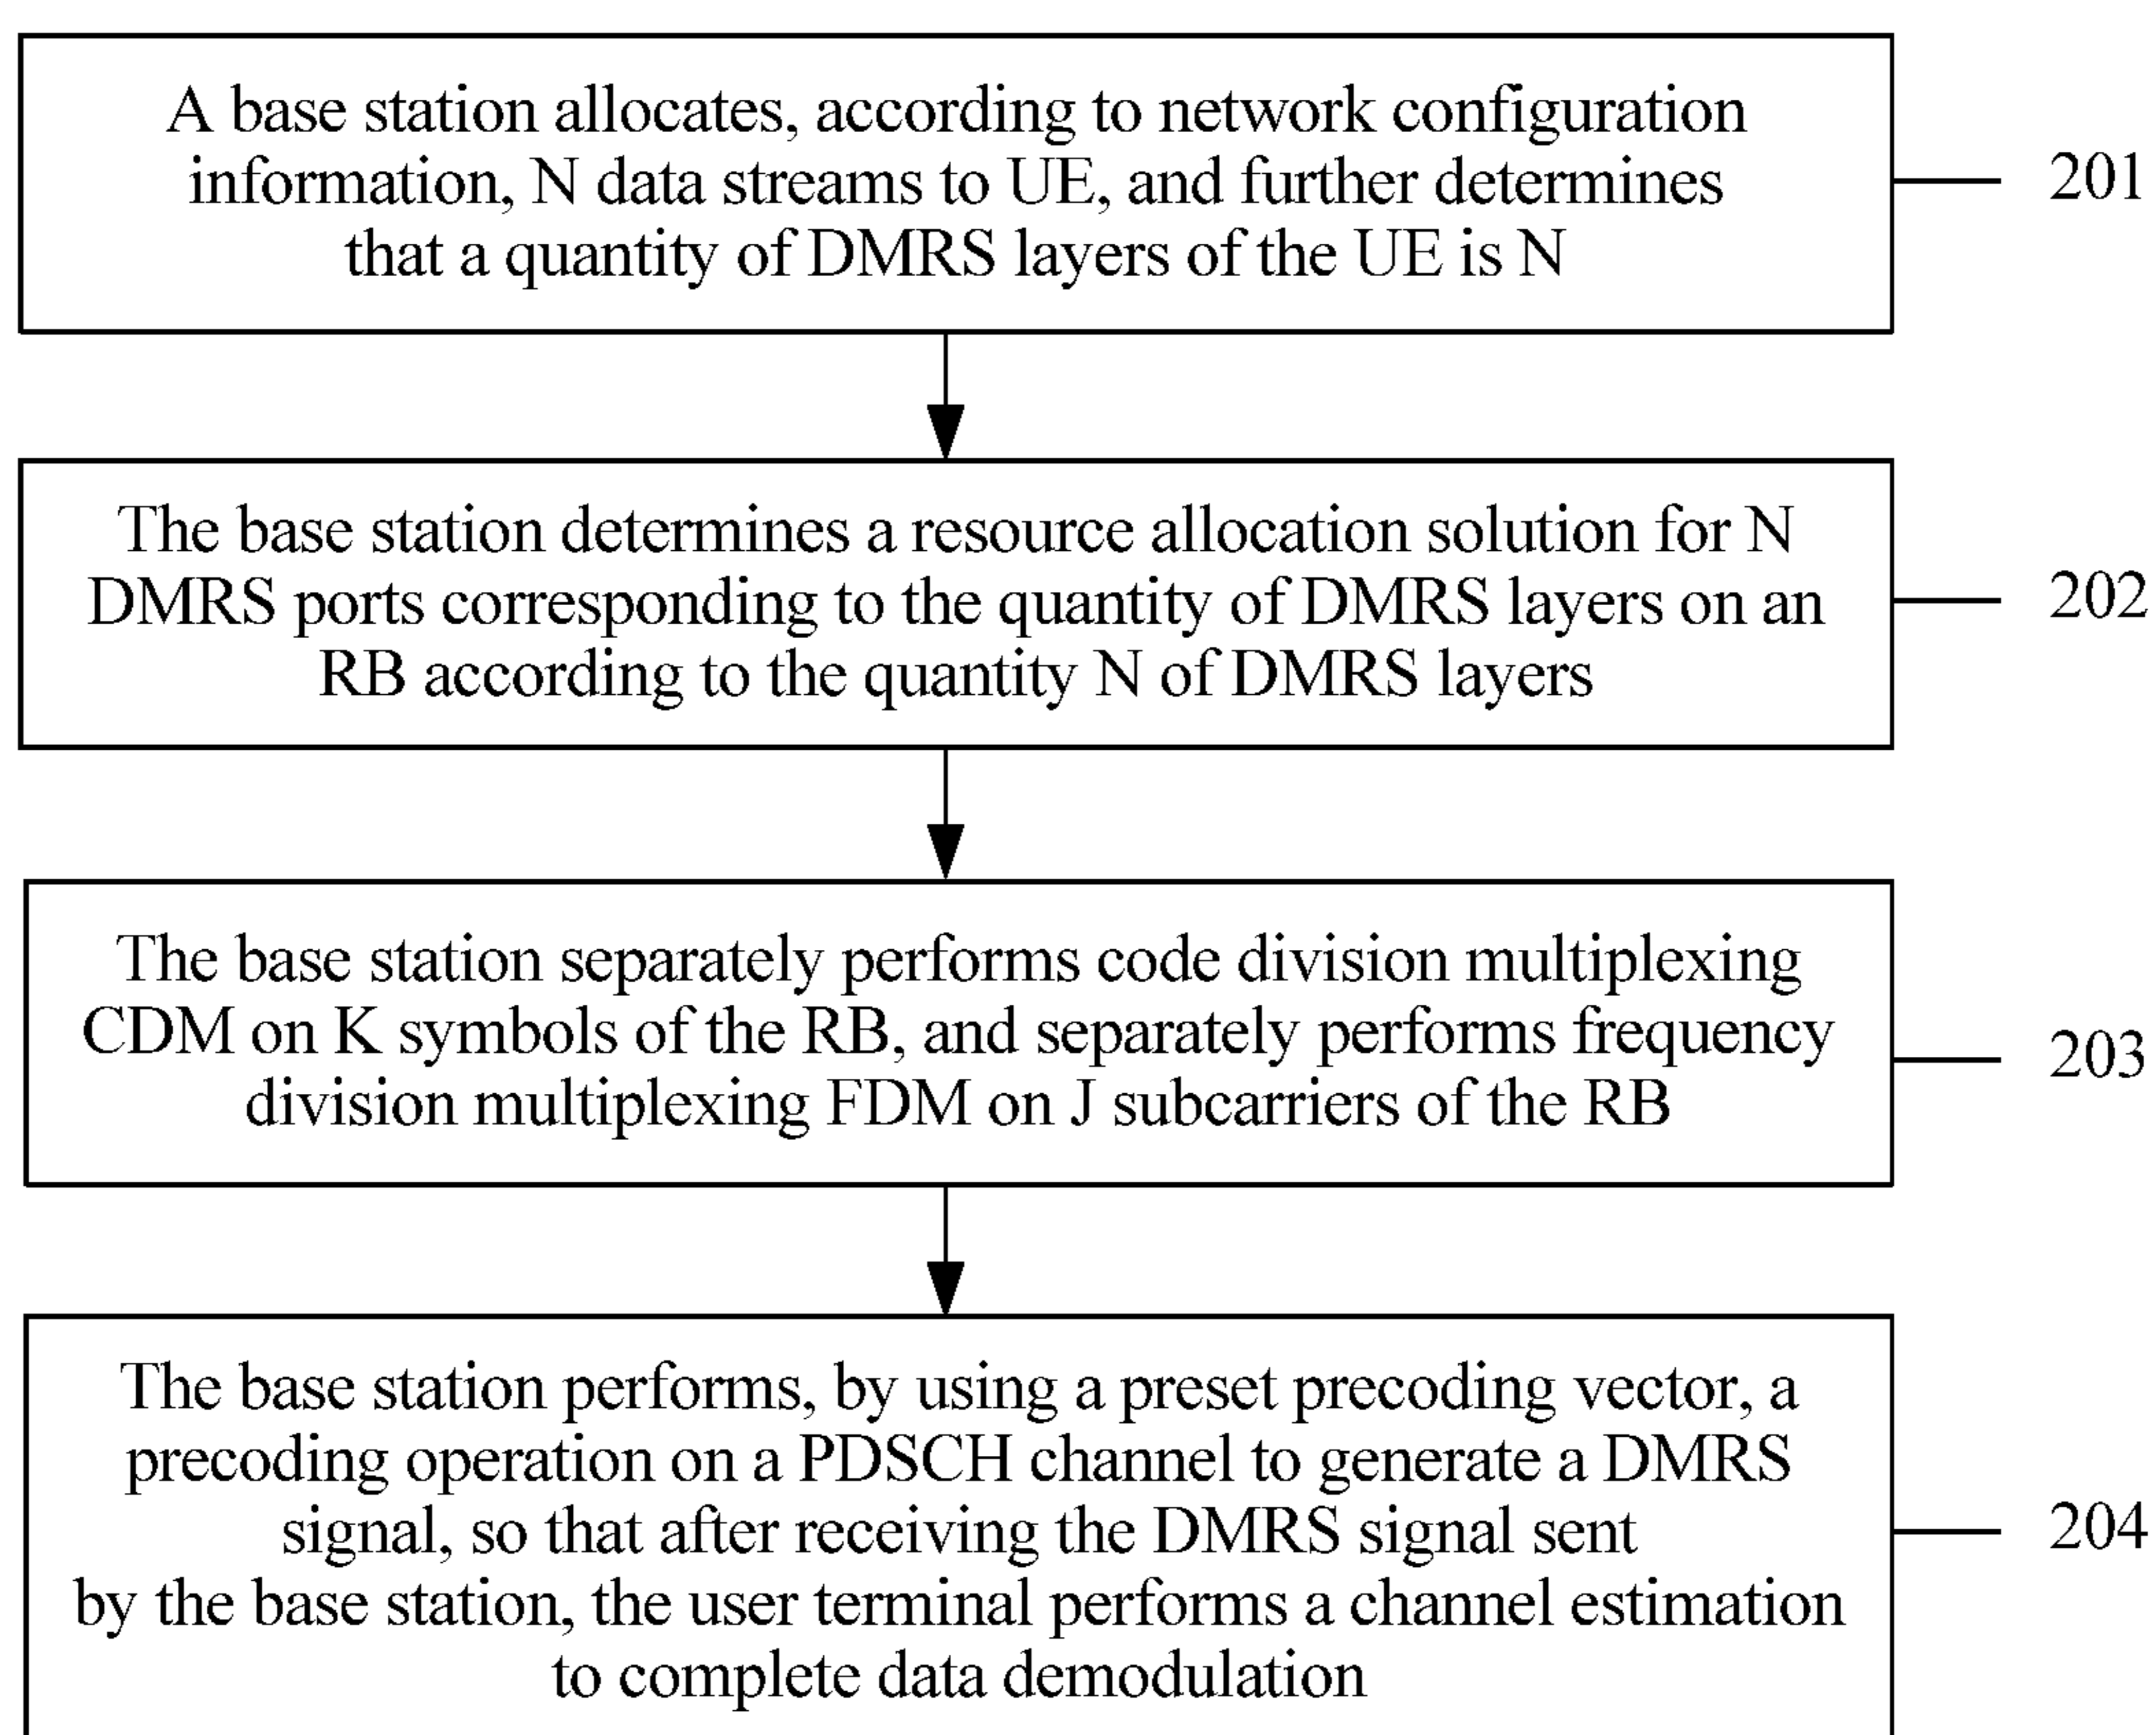 A base station allocates, according to network configuration
information, N data streams to UE, and further determines
that a quantity of DMRS layers of the UE is N
201
The base station determines a resource allocation solution for N
DMRS ports corresponding to the quantity of DMRS layers on an
RB according to the quantity N of DMRS layers
202
The base station separately performs code division multiplexing
CDM on K symbols of the RB, and separately performs frequency
division multiplexing FDM on J subcarriers of the RB
203
The base station performs, by using a preset precoding vector, a
precoding operation on a PDSCH channel to generate a DMRS
signal, so that after receiving the DMRS signal sent
by the base station, the user terminal performs a channel estimation
to complete data demodulation
204